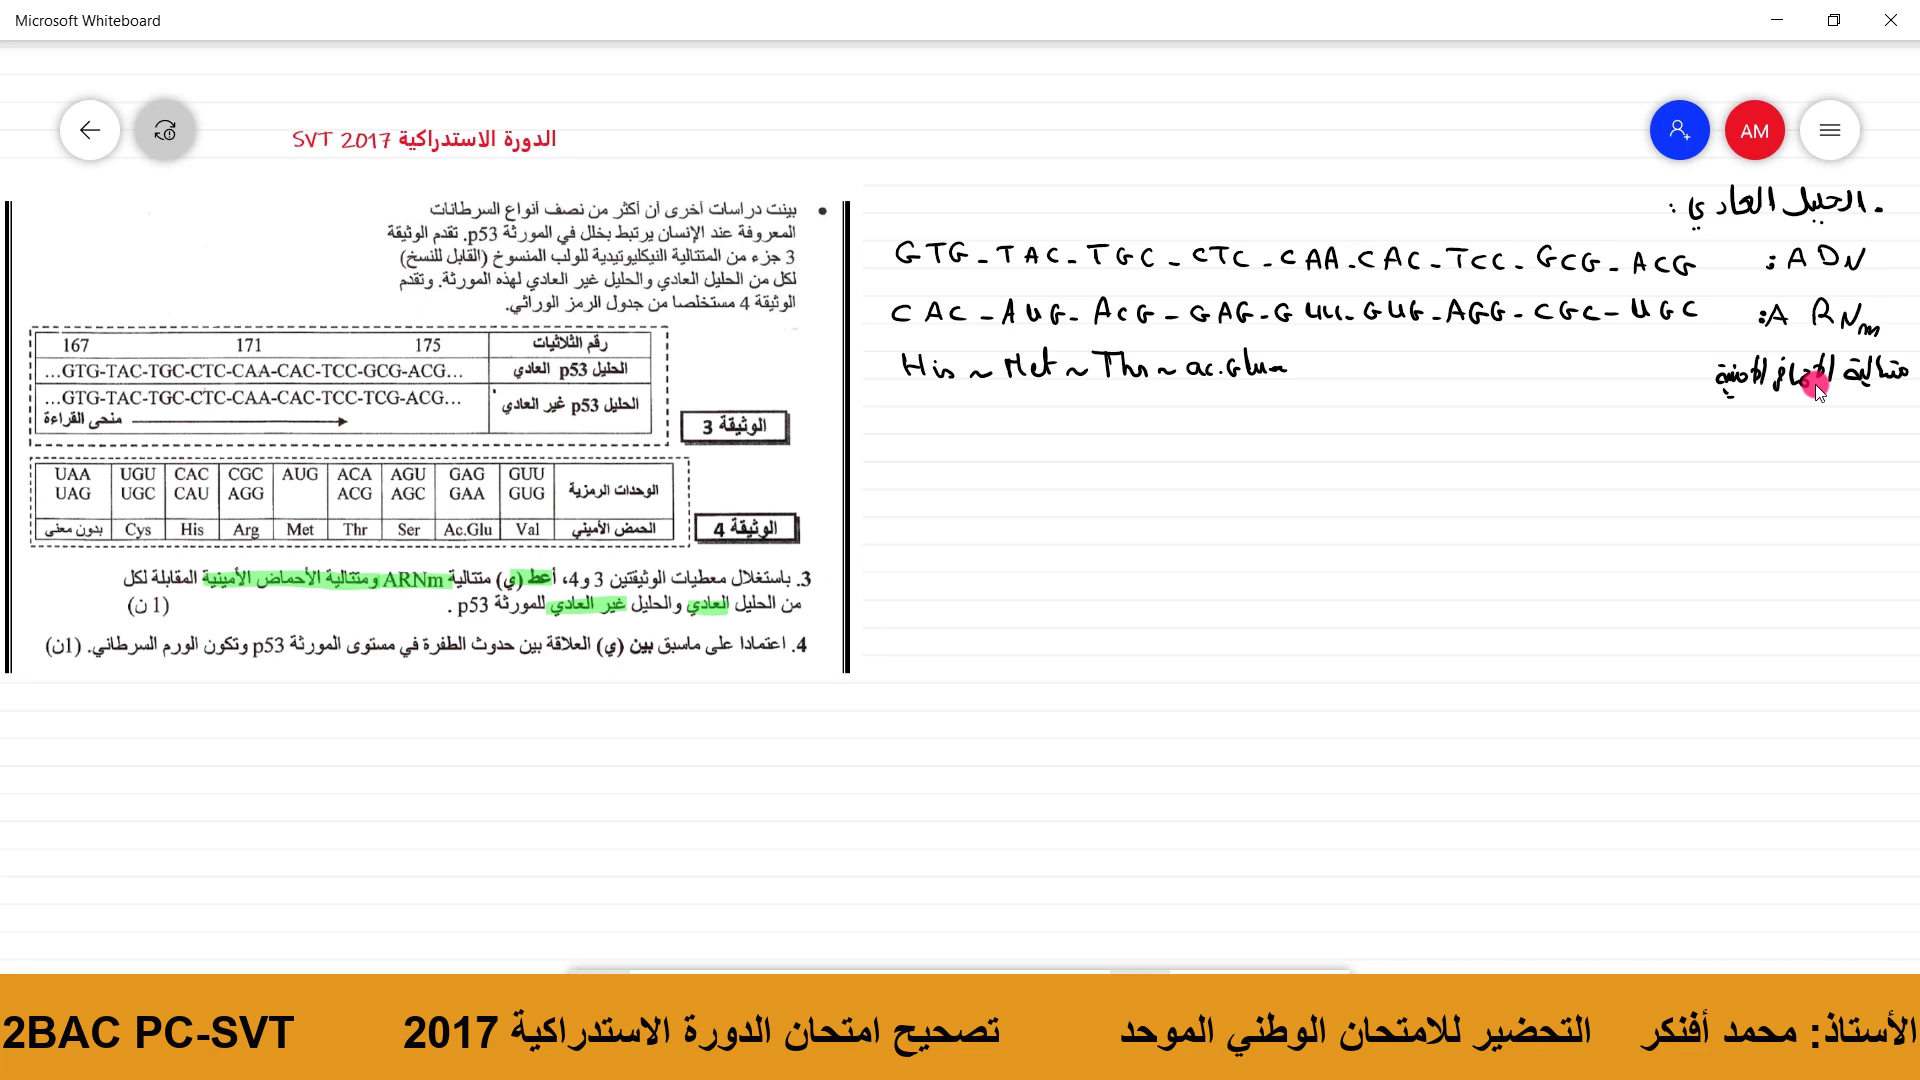 Microsoft Whiteboard
SVT 2017 الدورة الاستدراكية
AM
• بينت دراسات أخرى أن أكثر من نصف أنواع السرطانات
المعروفة عند الإنسان يرتبط بخلل في المورثة p53. تقدم الوثيقة
3 جزء من المتتالية النيكليوتيدية للولب المنسوخ (القابل للنسخ)
لكل من الحليل العادي والحليل غير العادي لهذه المورثة. وتقدم
الوثيقة 4 مستخلصا من جدول الرمز الوراثي.
رقم الثلاثيات 167 171 175
الحليل p53 العادي ...GTG-TAC-TGC-CTC-CAA-CAC-TCC-GCG-ACG...
الحليل p53 غير العادي ...GTG-TAC-TGC-CTC-CAA-CAC-TCC-TCG-ACG...
منحى القراءة
الوثيقة 3
UAA UGU CAC CGC AUG ACA AGU GAG GUU الوحدات الرمزية
UAG UGC CAU AGG ACG AGC GAA GUG
بدون معنى Cys His Arg Met Thr Ser Ac.Glu Val الحمض الأميني
الوثيقة 4
3. باستغلال معطيات الوثيقتين 3 و4، أعط (ي) متتالية ARNm ومتتالية الأحماض الأمينية المقابلة لكل
من الحليل العادي والحليل غير العادي للمورثة p53 . (1 ن)
4. اعتمادا على ماسبق بين (ي) العلاقة بين حدوث الطفرة في مستوى المورثة p53 وتكون الورم السرطاني. (1ن)
. الحليل العادي :
ADN : GTG - TAC - TGC - CTC - CAA - CAC - TCC - GCG - ACG
ARNm : CAC - AUG - ACG - GAG - GUU - GUG - AGG - CGC - UGC
متتالية الأحماض الأمينية His ~ Met ~ Thr ~ ac.Glu ~
الأستاذ: محمد أفنكر التحضير للامتحان الوطني الموحد تصحيح امتحان الدورة الاستدراكية 2017 2BAC PC-SVT